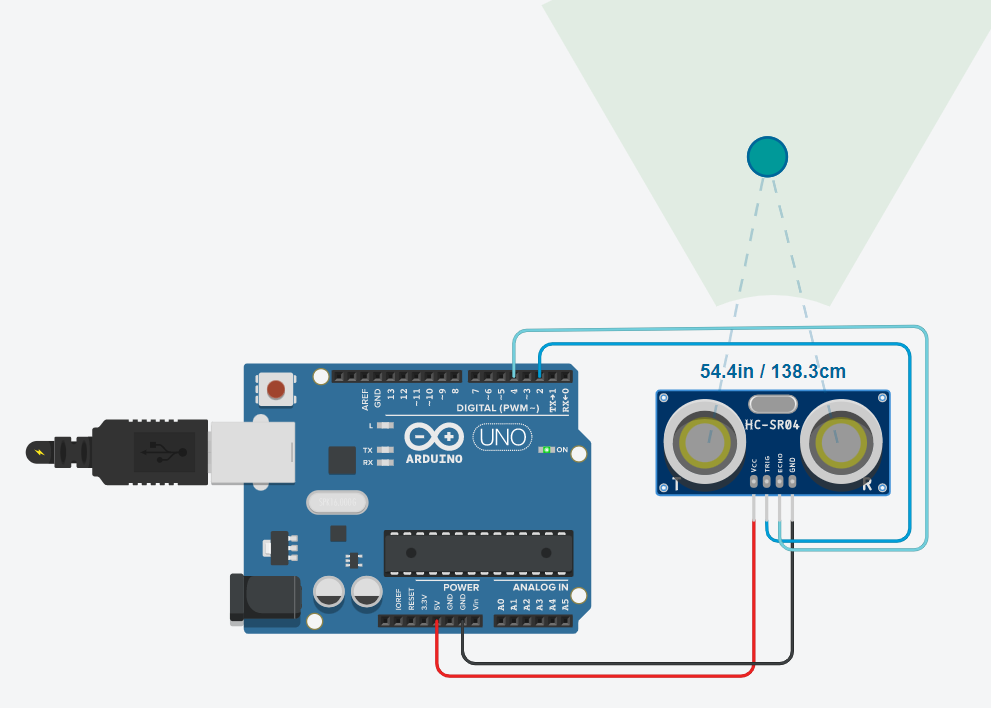 54.4in / 138.3cm
HC-SR04
VCC
TRIG
ECHO
GND
T
R
AREF
GND
13
12
~11
~10
~9
8
7
~6
~5
4
~3
2
TX→1
RX←0
DIGITAL (PWM~)
L
TX
RX
ARDUINO
UNO
ON
POWER
ANALOG IN
IOREF
RESET
3.3V
5V
GND
GND
Vin
A0
A1
A2
A3
A4
A5